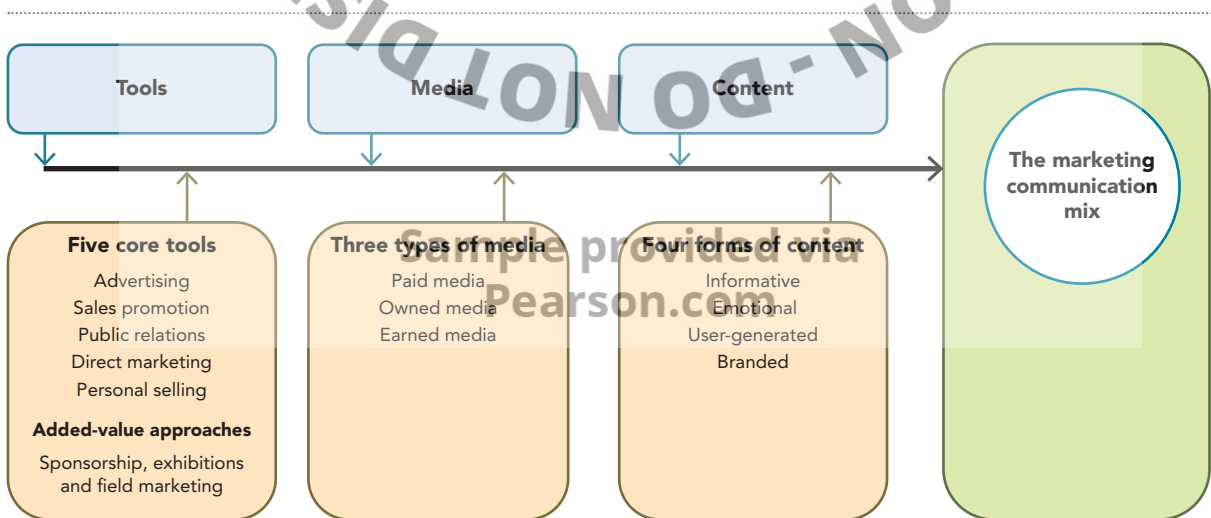 Tools
Media
Content
The marketing
communication
mix
Five core tools
Advertising
Sales promotion
Public relations
Direct marketing
Personal selling
Added-value approaches
Sponsorship, exhibitions
and field marketing
Three types of media
Paid media
Owned media
Earned media
Four forms of content
Informative
Emotional
User-generated
Branded
Sample provided via
Pearson.com
ON - DO NOT DIS